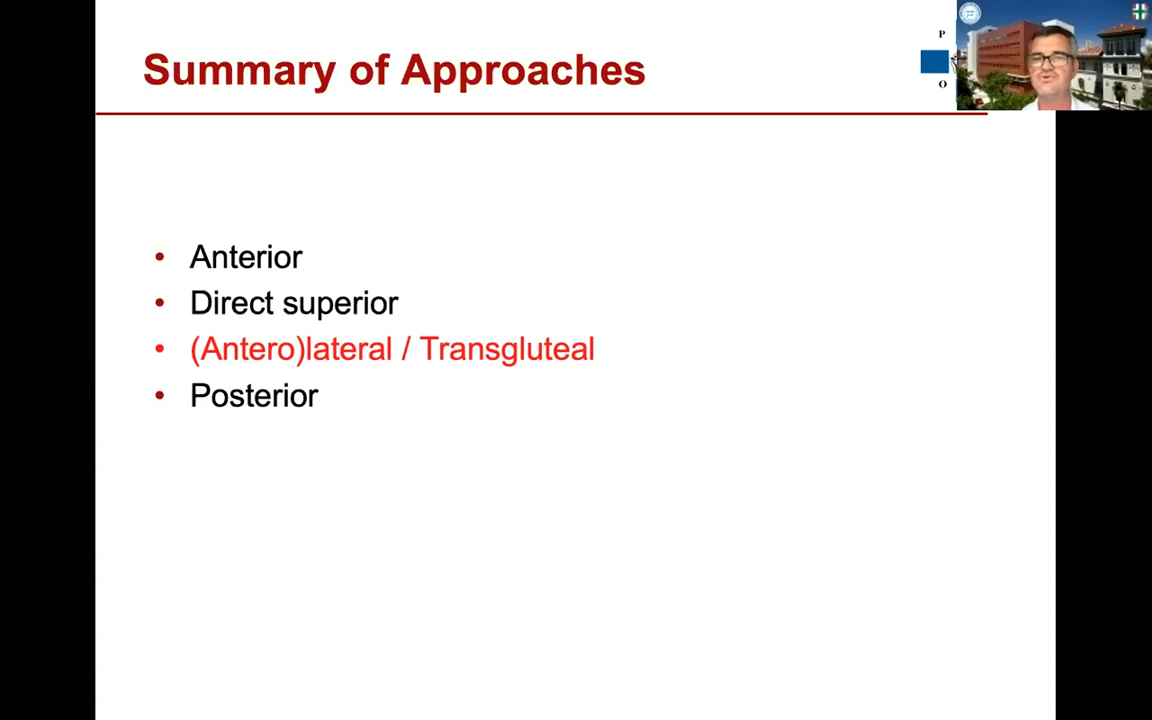 Summary of Approaches
P
O
• Anterior
• Direct superior
• (Antero)lateral / Transgluteal
• Posterior